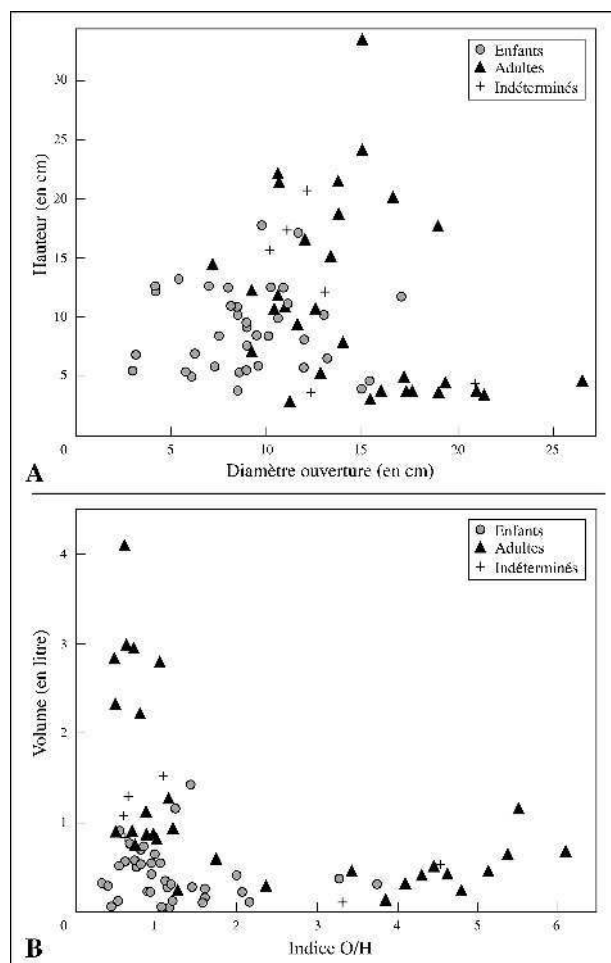 Enfants
Adultes
Indéterminés
Hauteur (en cm)
30
25
20
15
10
5
0
5
10
15
20
25
Diamètre ouverture (en cm)
A
Enfants
Adultes
Indéterminés
Volume (en litre)
4
3
2
1
0
1
2
3
4
5
6
Indice O/H
B